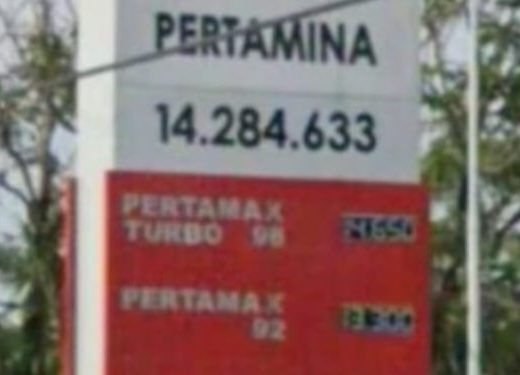 PERTAMINA
14.284.633
PERTAMAX
TURBO 98
PERTAMAX
92